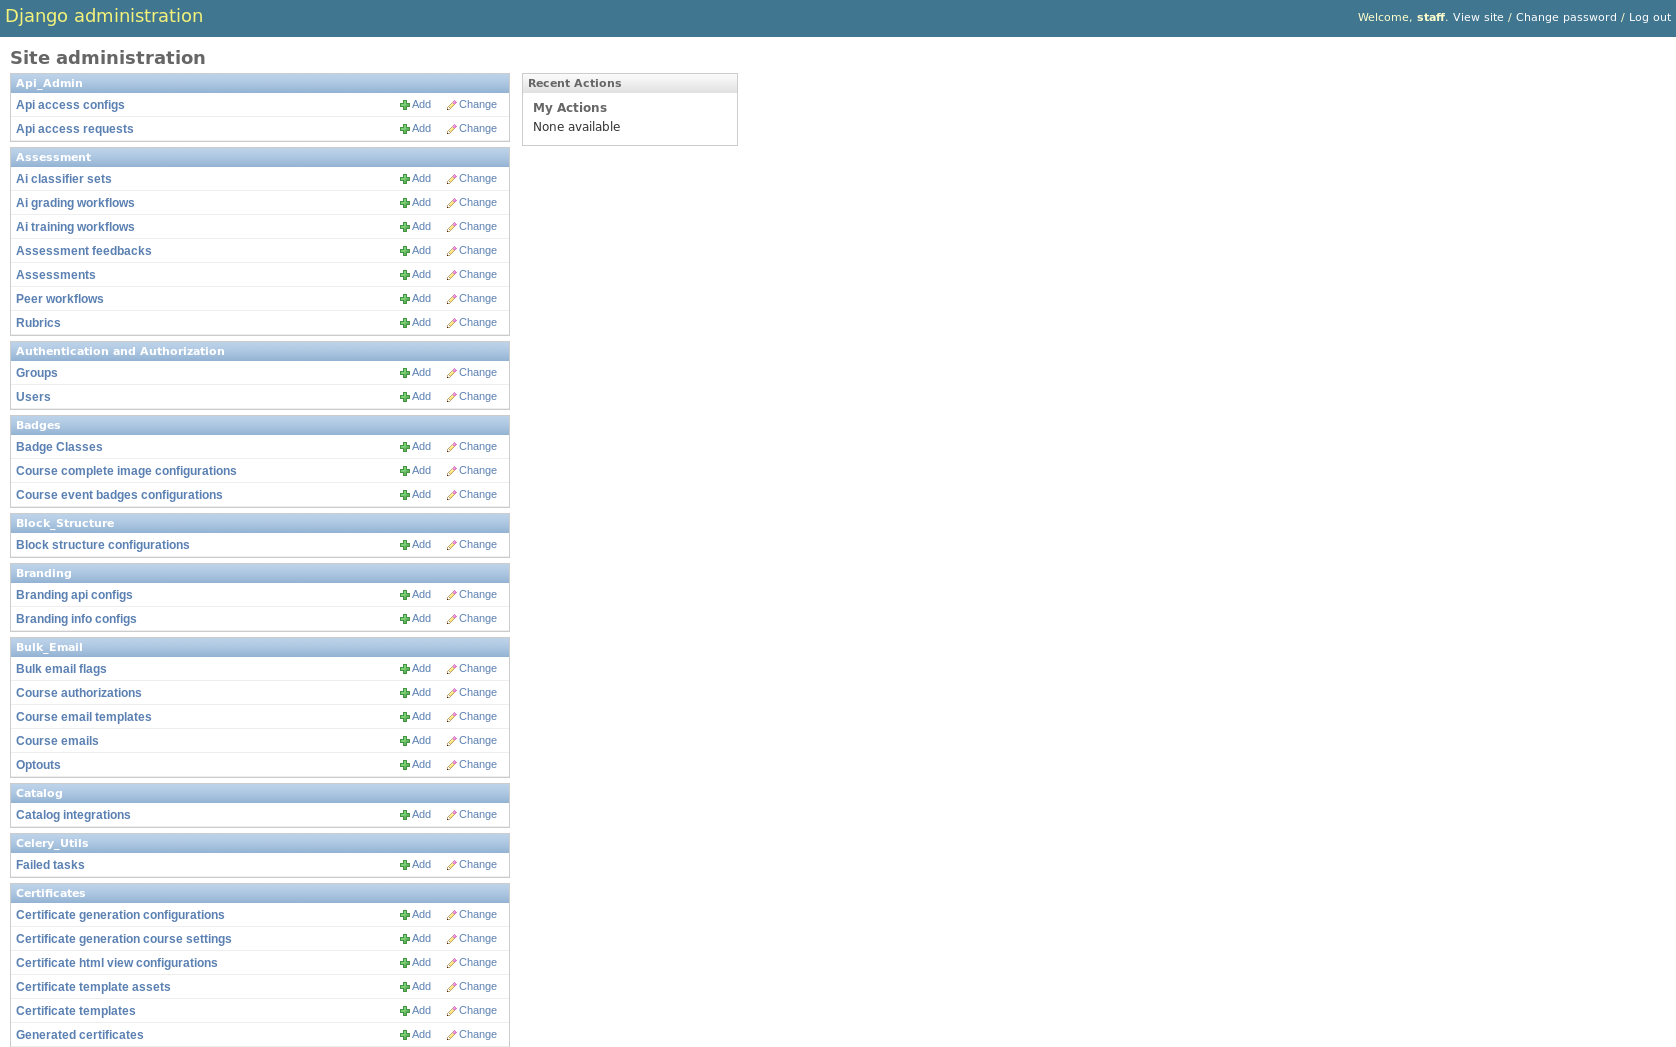 Django administration
Welcome, staff. View site / Change password / Log out
Site administration
Api_Admin
Api access configs Add Change
Api access requests Add Change
Assessment
Ai classifier sets Add Change
Ai grading workflows Add Change
Ai training workflows Add Change
Assessment feedbacks Add Change
Assessments Add Change
Peer workflows Add Change
Rubrics Add Change
Authentication and Authorization
Groups Add Change
Users Add Change
Badges
Badge Classes Add Change
Course complete image configurations Add Change
Course event badges configurations Add Change
Block_Structure
Block structure configurations Add Change
Branding
Branding api configs Add Change
Branding info configs Add Change
Bulk_Email
Bulk email flags Add Change
Course authorizations Add Change
Course email templates Add Change
Course emails Add Change
Optouts Add Change
Catalog
Catalog integrations Add Change
Celery_Utils
Failed tasks Add Change
Certificates
Certificate generation configurations Add Change
Certificate generation course settings Add Change
Certificate html view configurations Add Change
Certificate template assets Add Change
Certificate templates Add Change
Generated certificates Add Change
Recent Actions
My Actions
None available